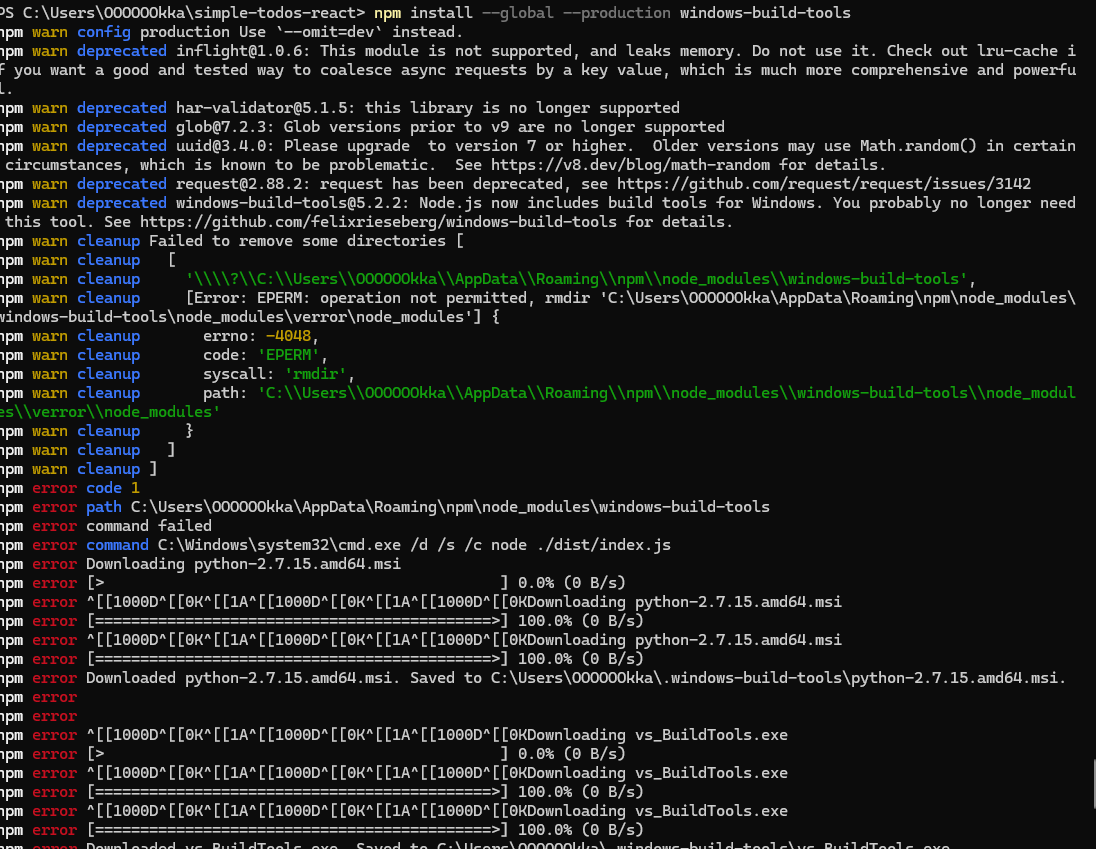 PS C:\Users\OOOOOOkka\simple-todos-react> npm install --global --production windows-build-tools
npm warn config production Use `--omit=dev` instead.
npm warn deprecated inflight@1.0.6: This module is not supported, and leaks memory. Do not use it. Check out lru-cache i
f you want a good and tested way to coalesce async requests by a key value, which is much more comprehensive and powerfu
l.
npm warn deprecated har-validator@5.1.5: this library is no longer supported
npm warn deprecated glob@7.2.3: Glob versions prior to v9 are no longer supported
npm warn deprecated uuid@3.4.0: Please upgrade  to version 7 or higher.  Older versions may use Math.random() in certain
 circumstances, which is known to be problematic.  See https://v8.dev/blog/math-random for details.
npm warn deprecated request@2.88.2: request has been deprecated, see https://github.com/request/request/issues/3142
npm warn deprecated windows-build-tools@5.2.2: Node.js now includes build tools for Windows. You probably no longer need
 this tool. See https://github.com/felixrieseberg/windows-build-tools for details.
npm warn cleanup Failed to remove some directories [
npm warn cleanup   [
npm warn cleanup     '\\\\?\\C:\\Users\\OOOOOOkka\\AppData\\Roaming\\npm\\node_modules\\windows-build-tools',
npm warn cleanup     [Error: EPERM: operation not permitted, rmdir 'C:\Users\OOOOOOkka\AppData\Roaming\npm\node_modules\
windows-build-tools\node_modules\verror\node_modules'] {
npm warn cleanup       errno: -4048,
npm warn cleanup       code: 'EPERM',
npm warn cleanup       syscall: 'rmdir',
npm warn cleanup       path: 'C:\\Users\\OOOOOOkka\\AppData\\Roaming\\npm\\node_modules\\windows-build-tools\\node_modul
es\\verror\\node_modules'
npm warn cleanup     }
npm warn cleanup   ]
npm warn cleanup ]
npm error code 1
npm error path C:\Users\OOOOOOkka\AppData\Roaming\npm\node_modules\windows-build-tools
npm error command failed
npm error command C:\Windows\system32\cmd.exe /d /s /c node ./dist/index.js
npm error Downloading python-2.7.15.amd64.msi
npm error [>                                            ] 0.0% (0 B/s)
npm error ^[[1000D^[[0K^[[1A^[[1000D^[[0K^[[1A^[[1000D^[[0KDownloading python-2.7.15.amd64.msi
npm error [============================================>] 100.0% (0 B/s)
npm error ^[[1000D^[[0K^[[1A^[[1000D^[[0K^[[1A^[[1000D^[[0KDownloading python-2.7.15.amd64.msi
npm error [============================================>] 100.0% (0 B/s)
npm error Downloaded python-2.7.15.amd64.msi. Saved to C:\Users\OOOOOOkka\.windows-build-tools\python-2.7.15.amd64.msi.
npm error
npm error
npm error ^[[1000D^[[0K^[[1A^[[1000D^[[0K^[[1A^[[1000D^[[0KDownloading vs_BuildTools.exe
npm error [>                                            ] 0.0% (0 B/s)
npm error ^[[1000D^[[0K^[[1A^[[1000D^[[0K^[[1A^[[1000D^[[0KDownloading vs_BuildTools.exe
npm error [============================================>] 100.0% (0 B/s)
npm error ^[[1000D^[[0K^[[1A^[[1000D^[[0K^[[1A^[[1000D^[[0KDownloading vs_BuildTools.exe
npm error [============================================>] 100.0% (0 B/s)
npm error Downloaded vs_BuildTools.exe. Saved to C:\Users\OOOOOOkka\.windows-build-tools\vs_BuildTools.exe.